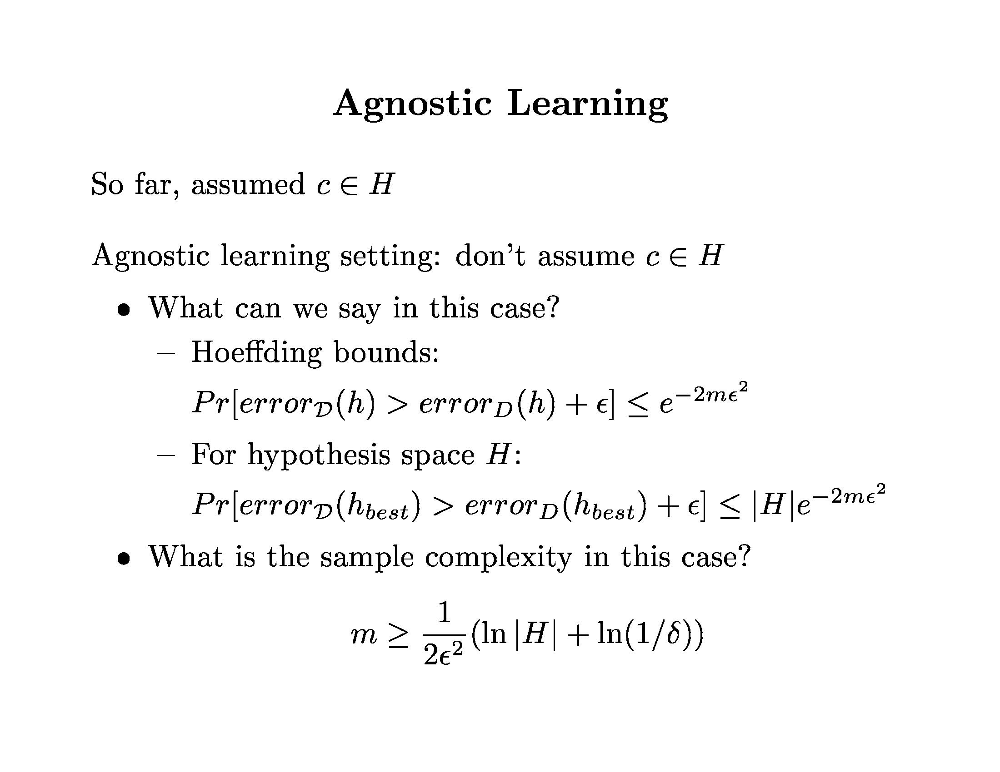 Agnostic Learning
So far, assumed $c \in H$
Agnostic learning setting: don't assume $c \in H$
• What can we say in this case?
– Hoeffding bounds:
$Pr[error_{\mathcal{D}}(h) > error_D(h) + \epsilon] \leq e^{-2m\epsilon^2}$
– For hypothesis space $H$:
$Pr[error_{\mathcal{D}}(h_{best}) > error_D(h_{best}) + \epsilon] \leq |H|e^{-2m\epsilon^2}$
• What is the sample complexity in this case?
$m \geq \frac{1}{2\epsilon^2}(\ln |H| + \ln(1/\delta))$